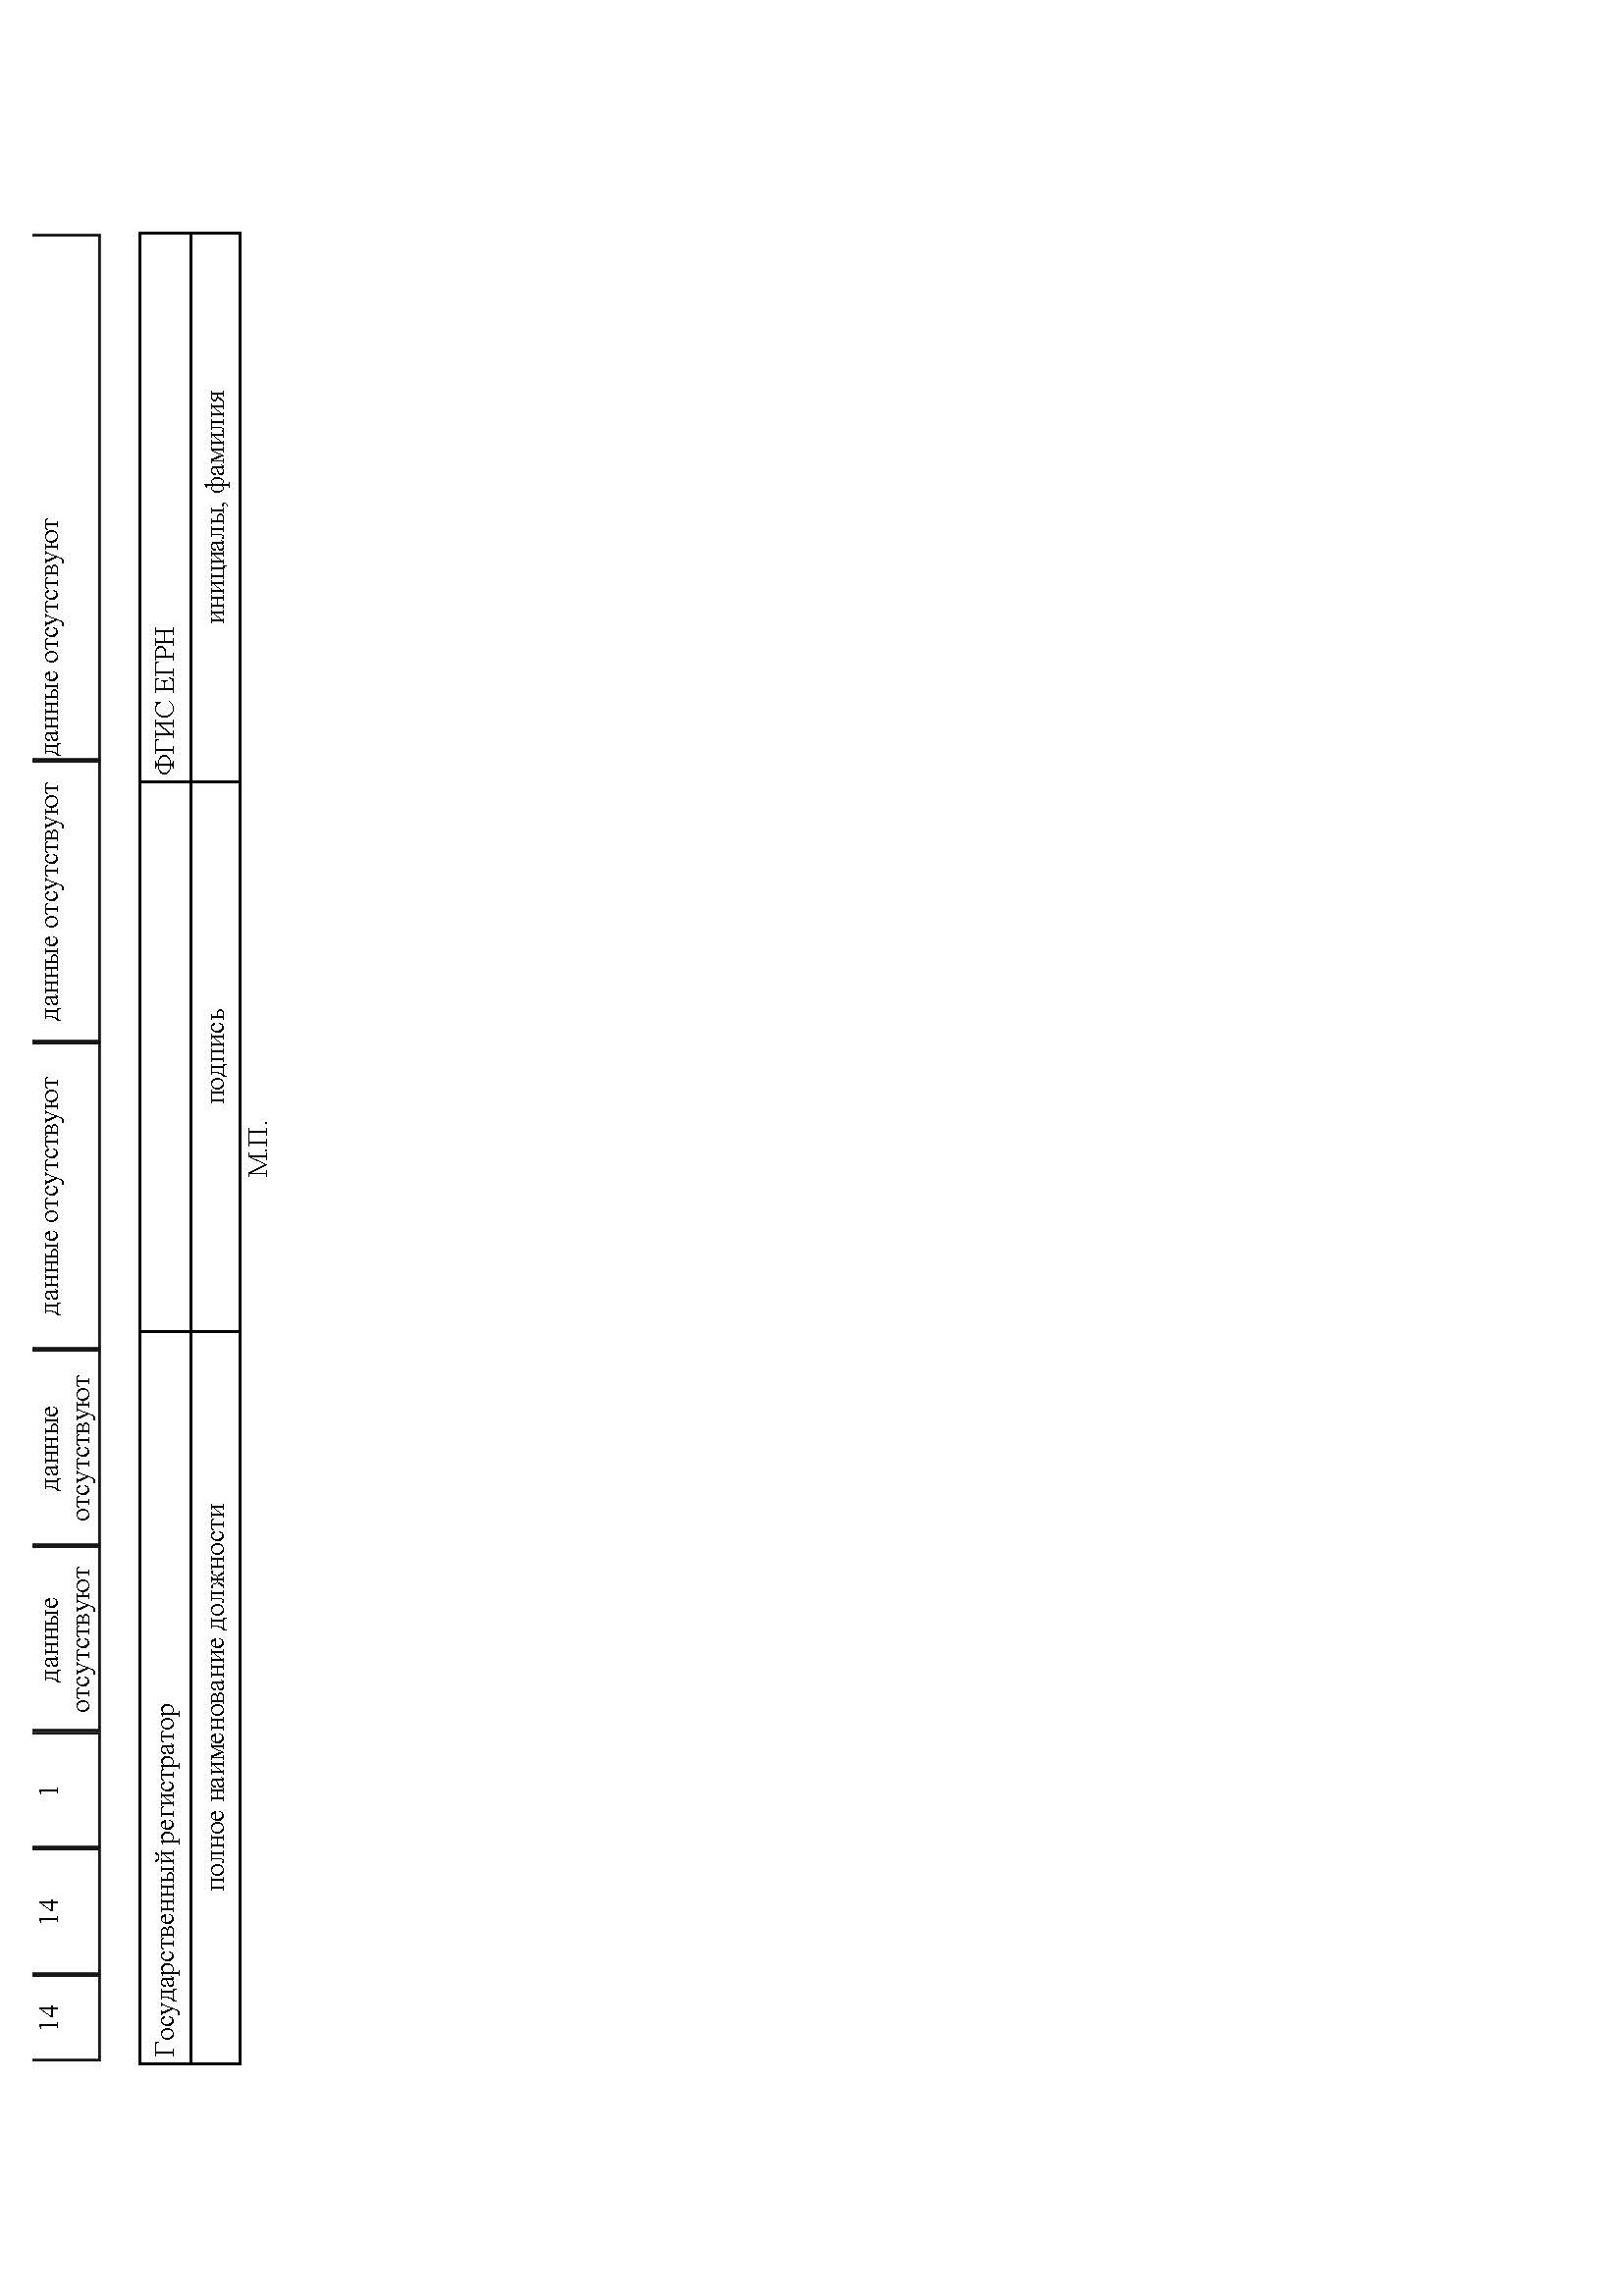 14 14 1 данные отсутствуют данные отсутствуют данные отсутствуют данные отсутствуют данные отсутствуют
Государственный регистратор ФГИС ЕГРН
полное наименование должности подпись инициалы, фамилия
М.П.